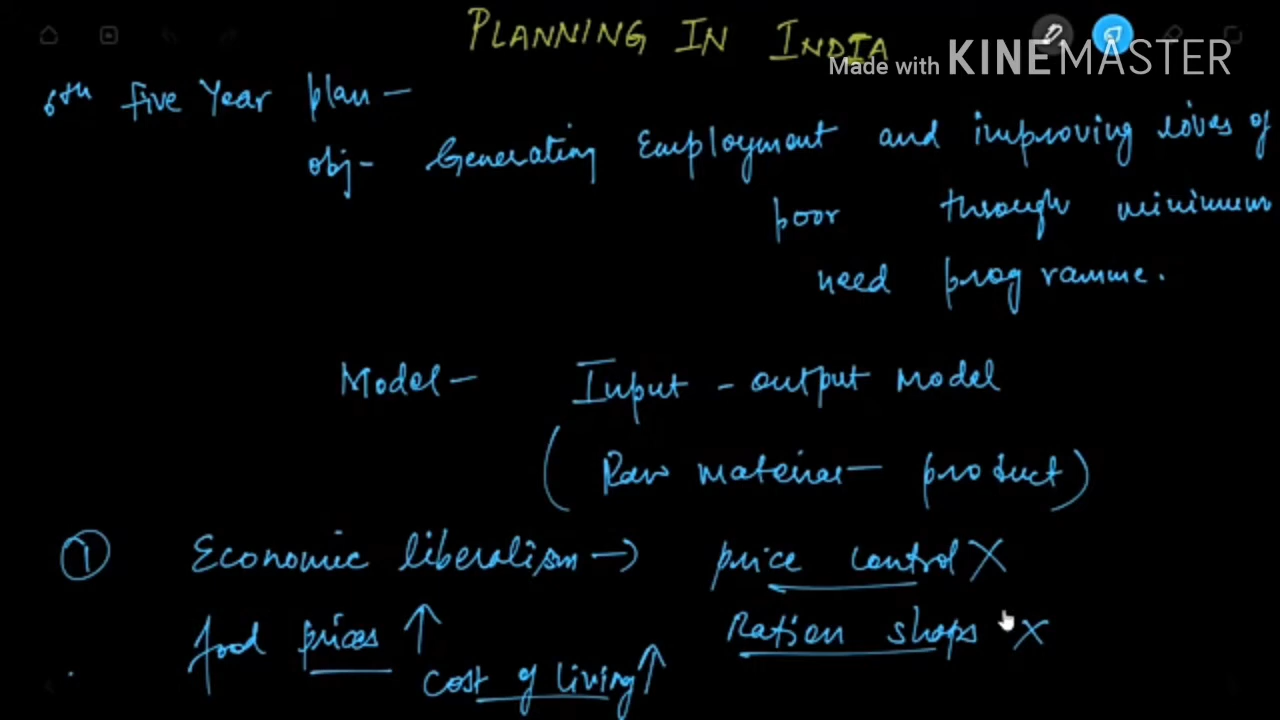 PLANNING IN INDIA
Made with KINEMASTER
6th five Year plan -
obj- Generating Employment and improving lives of
poor through minimum
need programme.
Model - Input - output model
(Raw material - product)
① Economic liberalism → price control X
food prices ↑ Ration shops X
cost of living ↑